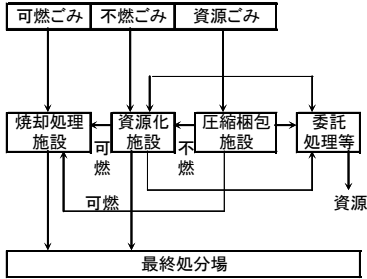 可燃ごみ 不燃ごみ 資源ごみ
焼却処理施設
可燃
資源化施設
不燃
圧縮梱包施設
委託処理等
可燃
資源
最終処分場